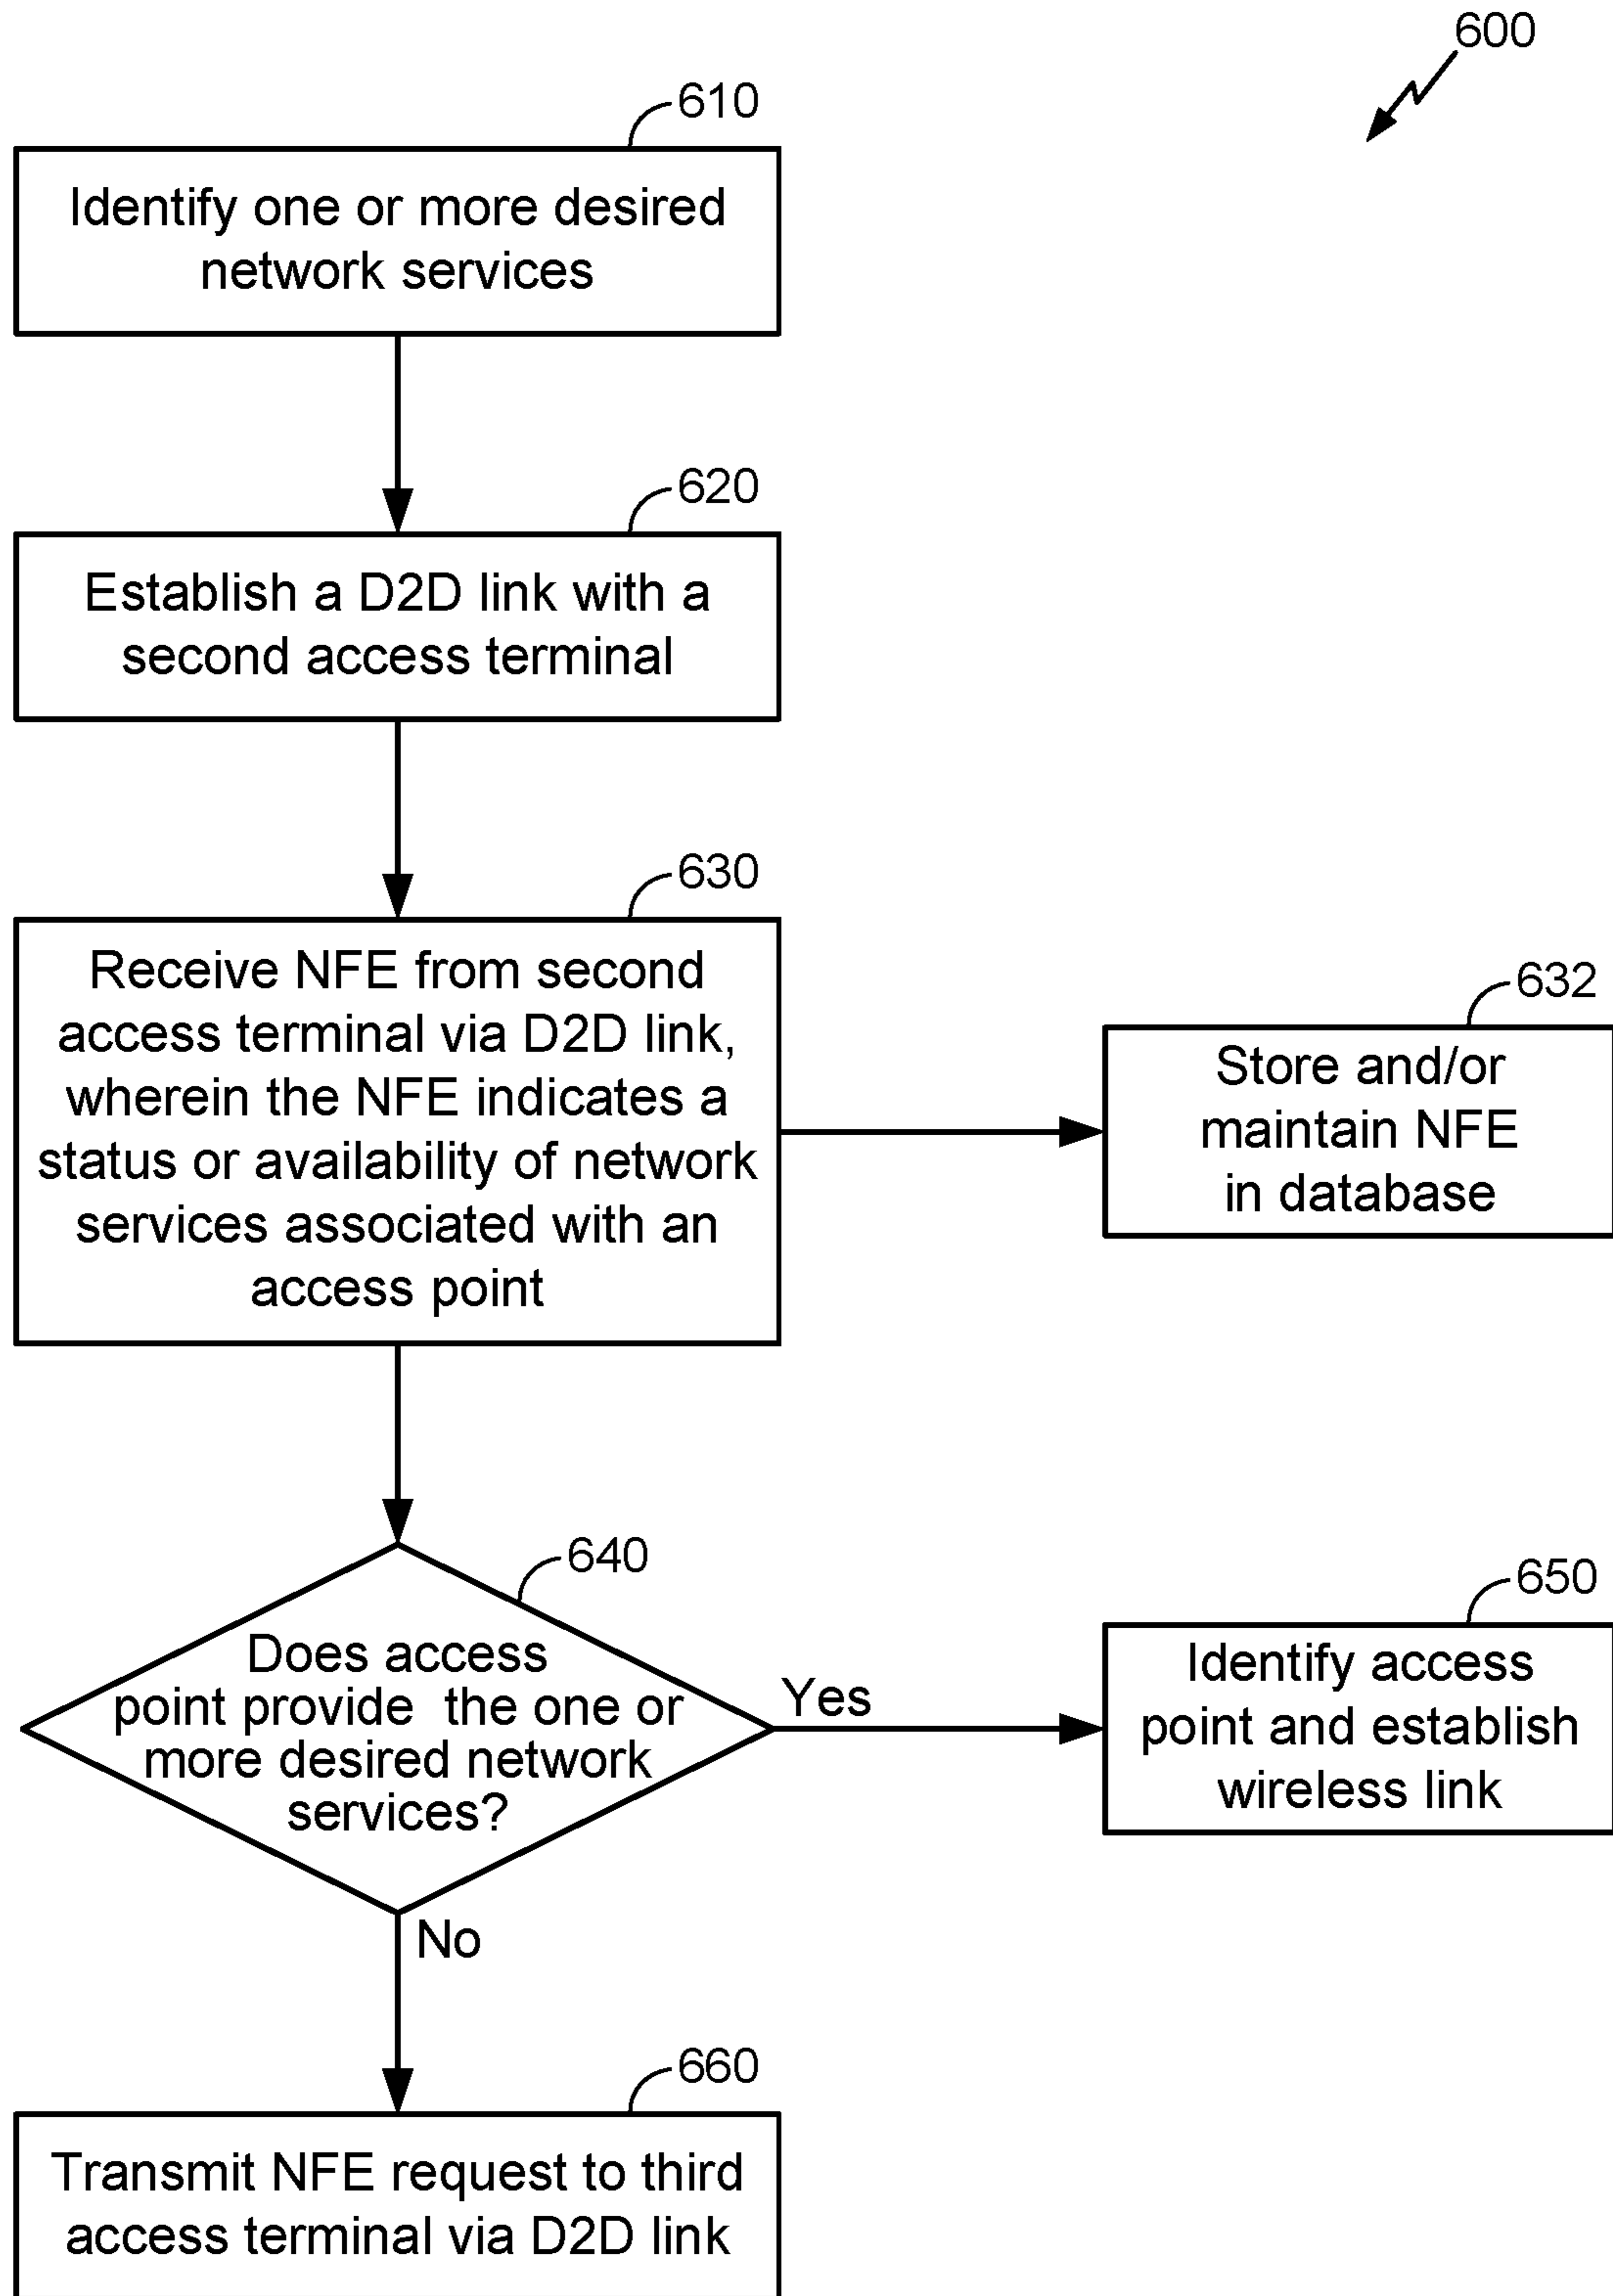 600
610
Identify one or more desired
network services
620
Establish a D2D link with a
second access terminal
630
Receive NFE from second
access terminal via D2D link,
wherein the NFE indicates a
status or availability of network
services associated with an
access point
632
Store and/or
maintain NFE
in database
640
Does access
point provide  the one or
more desired network
services?
Yes
650
Identify access
point and establish
wireless link
No
660
Transmit NFE request to third
access terminal via D2D link